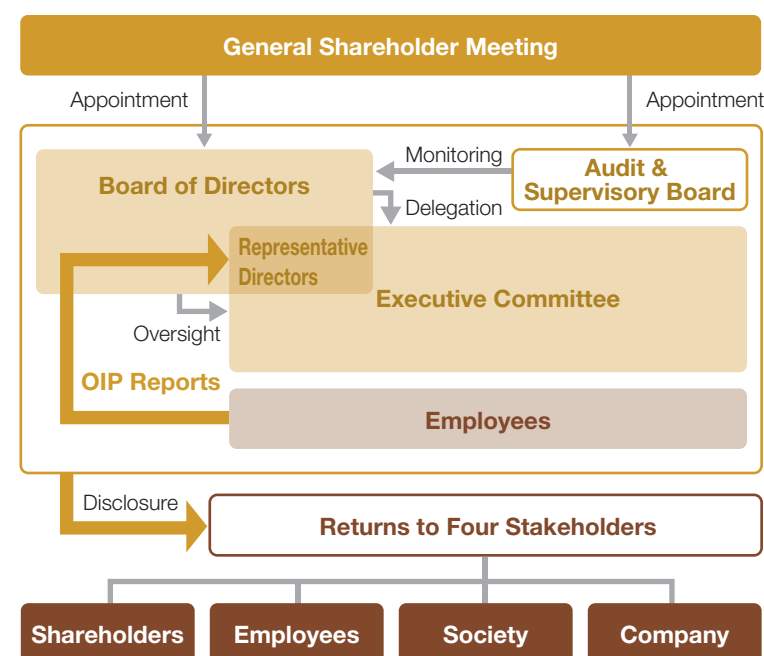 General Shareholder Meeting
Appointment
Appointment
Monitoring
Board of Directors
Audit &
Supervisory Board
Delegation
Representative
Directors
Executive Committee
Oversight
OIP Reports
Employees
Disclosure
Returns to Four Stakeholders
Shareholders
Employees
Society
Company